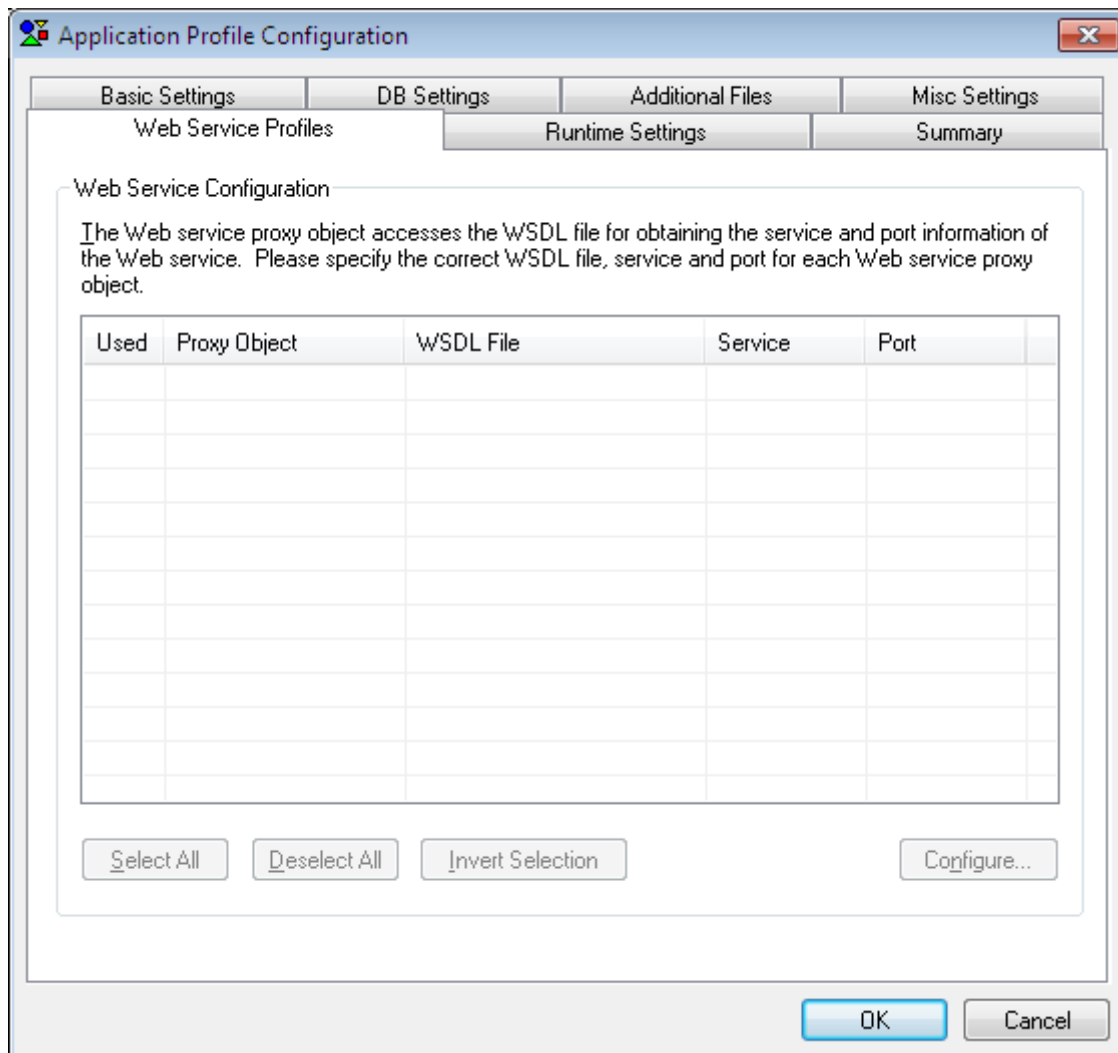 Application Profile Configuration
Basic Settings DB Settings Additional Files Misc Settings
Web Service Profiles Runtime Settings Summary
Web Service Configuration
The Web service proxy object accesses the WSDL file for obtaining the service and port information of
the Web service. Please specify the correct WSDL file, service and port for each Web service proxy
object.
Used Proxy Object WSDL File Service Port
Select All Deselect All Invert Selection Configure...
OK Cancel